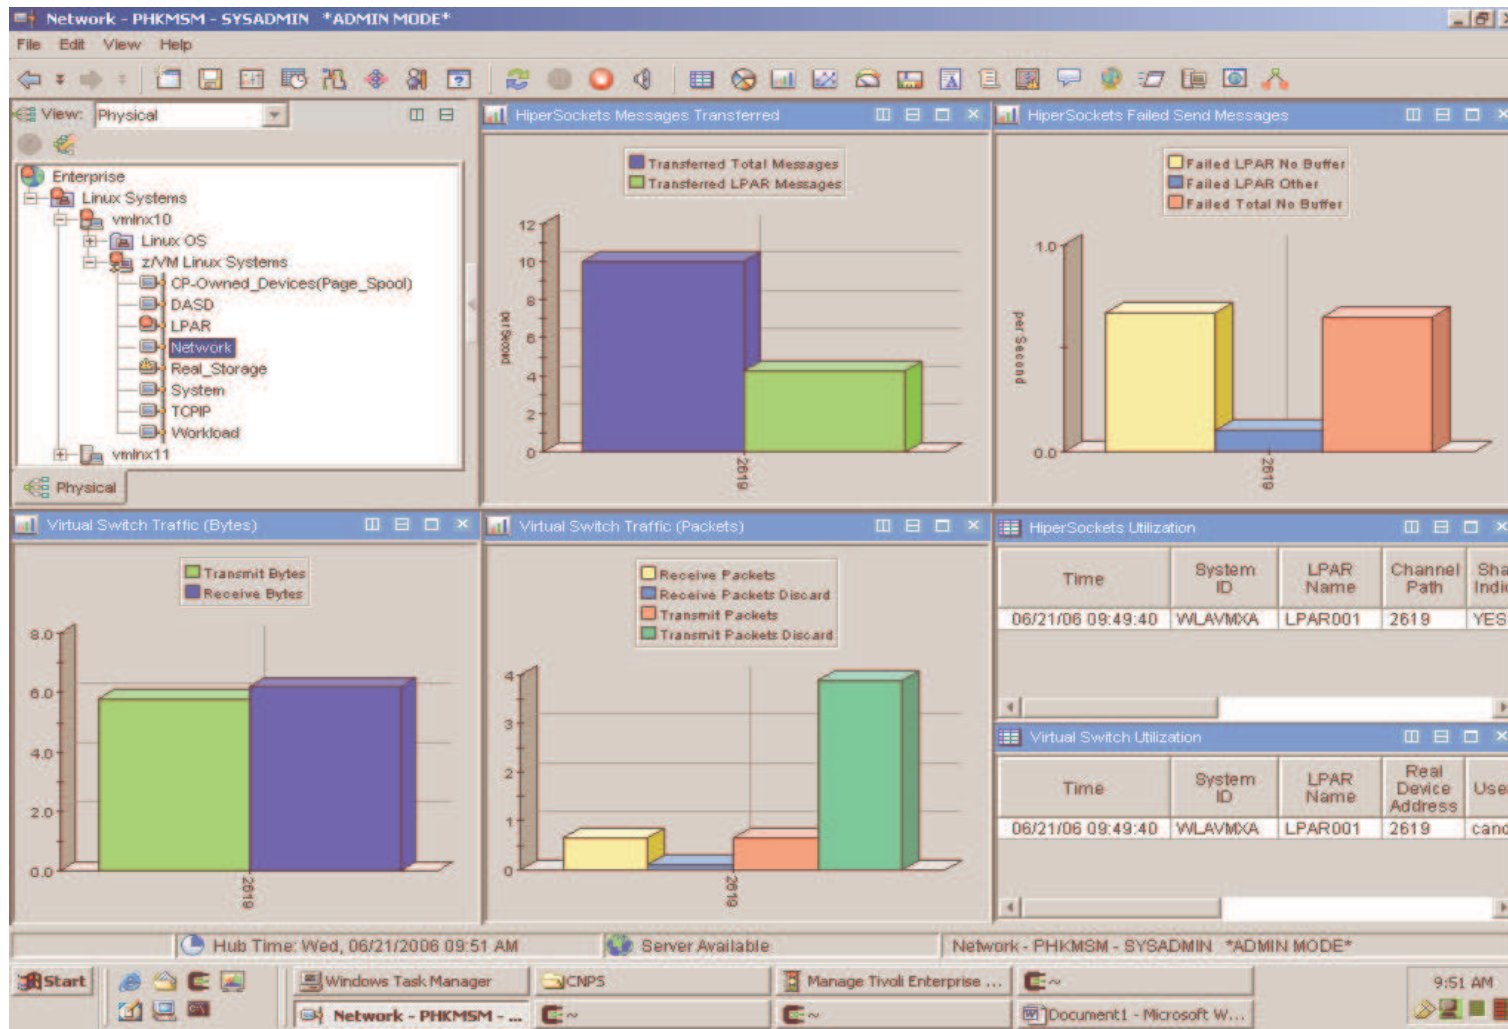 Network - PHKMSM - SYSADMIN *ADMIN MODE*
File Edit View Help
View: Physical
Enterprise
Linux Systems
vmlnx10
Linux OS
z/VM Linux Systems
CP-Owned_Devices(Page_Spool)
DASD
LPAR
Network
Real_Storage
System
TCPIP
Workload
vmlnx11
Physical
HiperSockets Messages Transferred
Transferred Total Messages
Transferred LPAR Messages
per Second
12
10
8
6
4
2
0
2619
HiperSockets Failed Send Messages
Failed LPAR No Buffer
Failed LPAR Other
Failed Total No Buffer
per Second
1.0
0.0
2619
Virtual Switch Traffic (Bytes)
Transmit Bytes
Receive Bytes
8.0
6.0
4.0
2.0
0.0
2619
Virtual Switch Traffic (Packets)
Receive Packets
Receive Packets Discard
Transmit Packets
Transmit Packets Discard
4
3
2
1
0
2619
HiperSockets Utilization
Time System ID LPAR Name Channel Path Sha Indic
06/21/06 09:49:40 WLAVMXA LPAR001 2619 YES
Virtual Switch Utilization
Time System ID LPAR Name Real Device Address Use
06/21/06 09:49:40 WLAVMXA LPAR001 2619 cand
Hub Time: Wed, 06/21/2006 09:51 AM Server Available Network - PHKMSM - SYSADMIN *ADMIN MODE*
Start Windows Task Manager CNPS Manage Tivoli Enterprise ... ~ 9:51 AM
Network - PHKMSM - ... ~ ~ Document1 - Microsoft W...